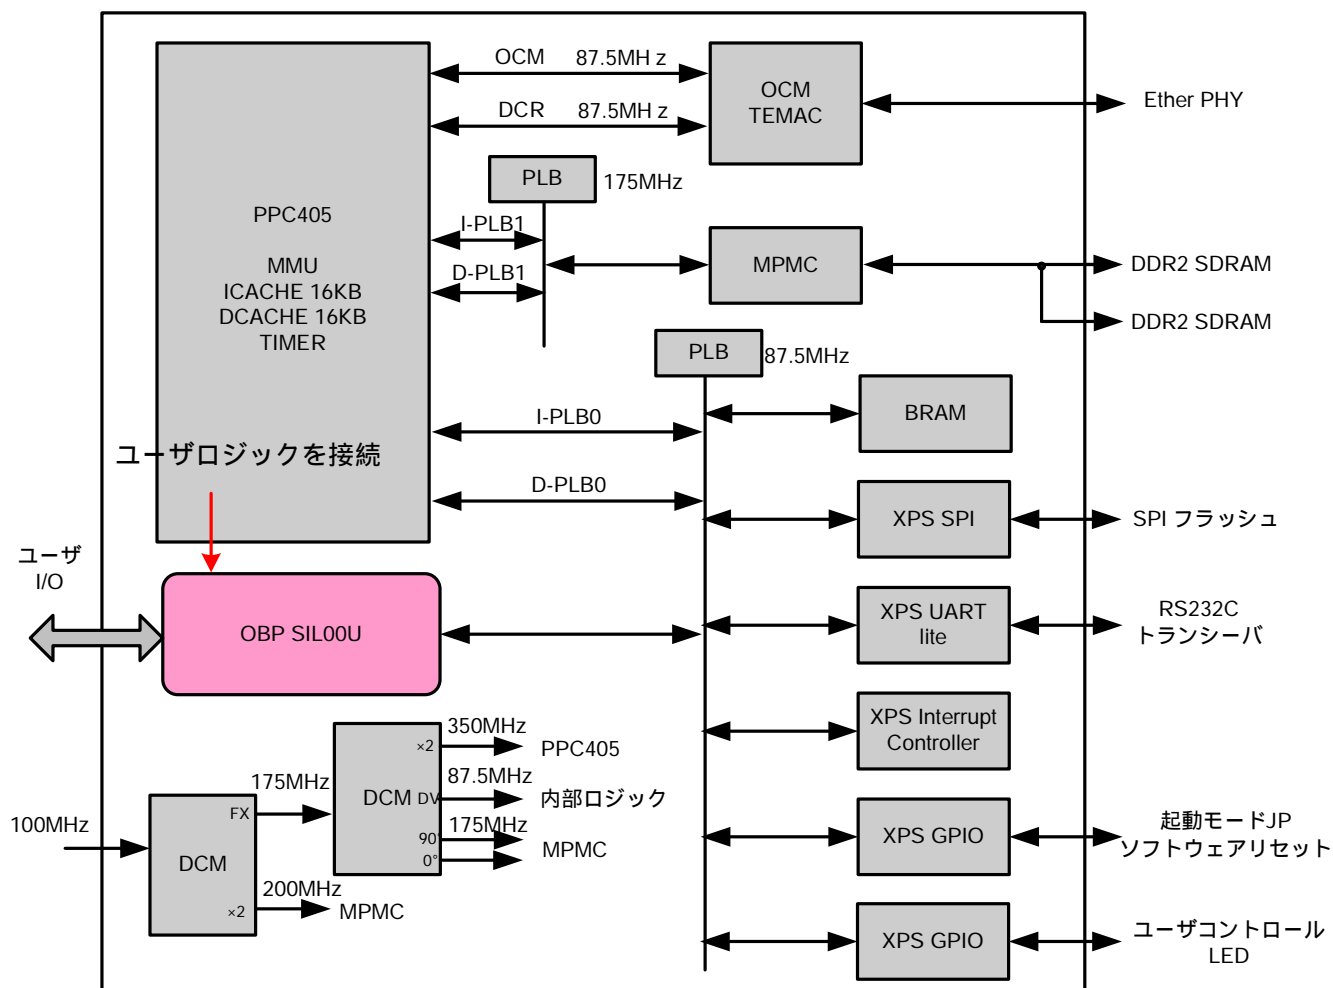 OCM 87.5MH z
DCR 87.5MH z
OCM
TEMAC
Ether PHY
PLB
175MHz
PPC405
MMU
ICACHE 16KB
DCACHE 16KB
TIMER
I-PLB1
D-PLB1
MPMC
DDR2 SDRAM
DDR2 SDRAM
PLB
87.5MHz
BRAM
I-PLB0
ユーザロジックを接続
D-PLB0
XPS SPI
SPI フラッシュ
ユーザ
I/O
OBP SIL00U
XPS UART
lite
RS232C
トランシーバ
XPS Interrupt
Controller
350MHz
×2
PPC405
175MHz
DCM
87.5MHz
DV
内部ロジック
175MHz
90°
0°
MPMC
100MHz
FX
DCM
200MHz
×2
MPMC
XPS GPIO
起動モードJP
ソフトウェアリセット
XPS GPIO
ユーザコントロール
LED